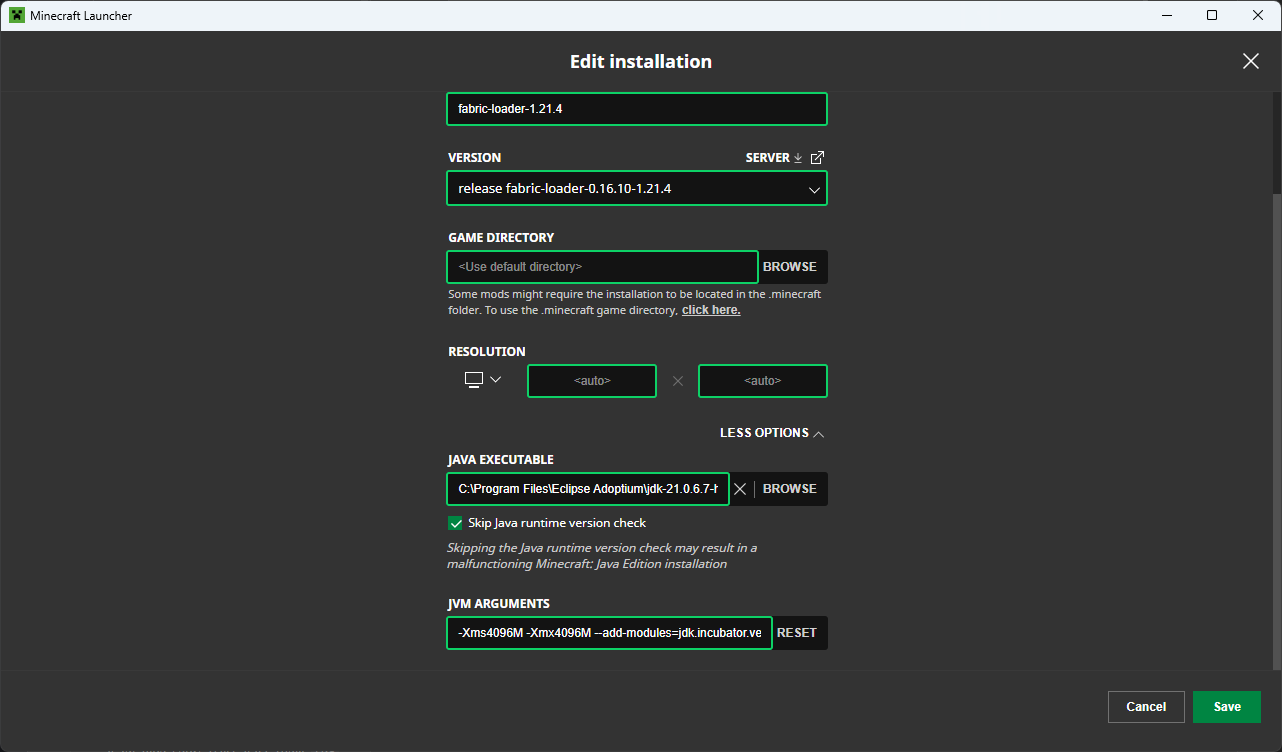 Minecraft Launcher
Edit installation
fabric-loader-1.21.4
VERSION
SERVER
release fabric-loader-0.16.10-1.21.4
GAME DIRECTORY
<Use default directory>
BROWSE
Some mods might require the installation to be located in the .minecraft
folder. To use the .minecraft game directory, click here.
RESOLUTION
<auto>
<auto>
LESS OPTIONS
JAVA EXECUTABLE
C:\Program Files\Eclipse Adoptium\jdk-21.0.6.7-h
BROWSE
Skip Java runtime version check
Skipping the Java runtime version check may result in a
malfunctioning Minecraft: Java Edition installation
JVM ARGUMENTS
-Xms4096M -Xmx4096M --add-modules=jdk.incubator.ve
RESET
Cancel
Save